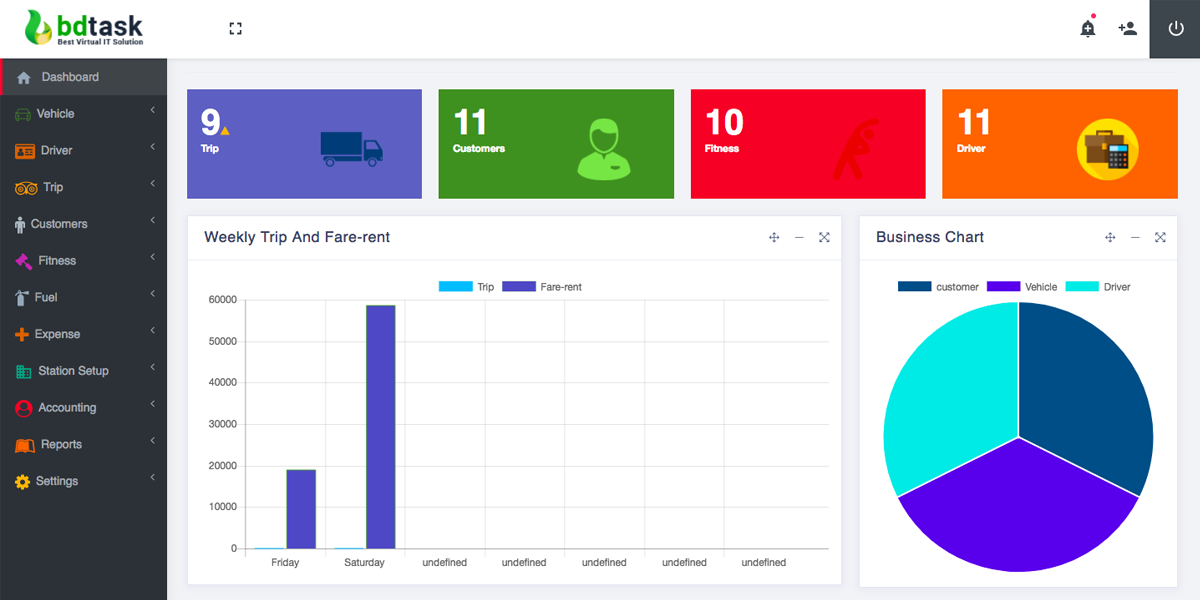 bdtask
Best Virtual IT Solution
Dashboard
Vehicle
Driver
Trip
Customers
Fitness
Fuel
Expense
Station Setup
Accounting
Reports
Settings
9
Trip
11
Customers
10
Fitness
11
Driver
Weekly Trip And Fare-rent
Trip Fare-rent
60000
50000
40000
30000
20000
10000
0
Friday Saturday undefined undefined undefined undefined undefined
Business Chart
customer Vehicle Driver